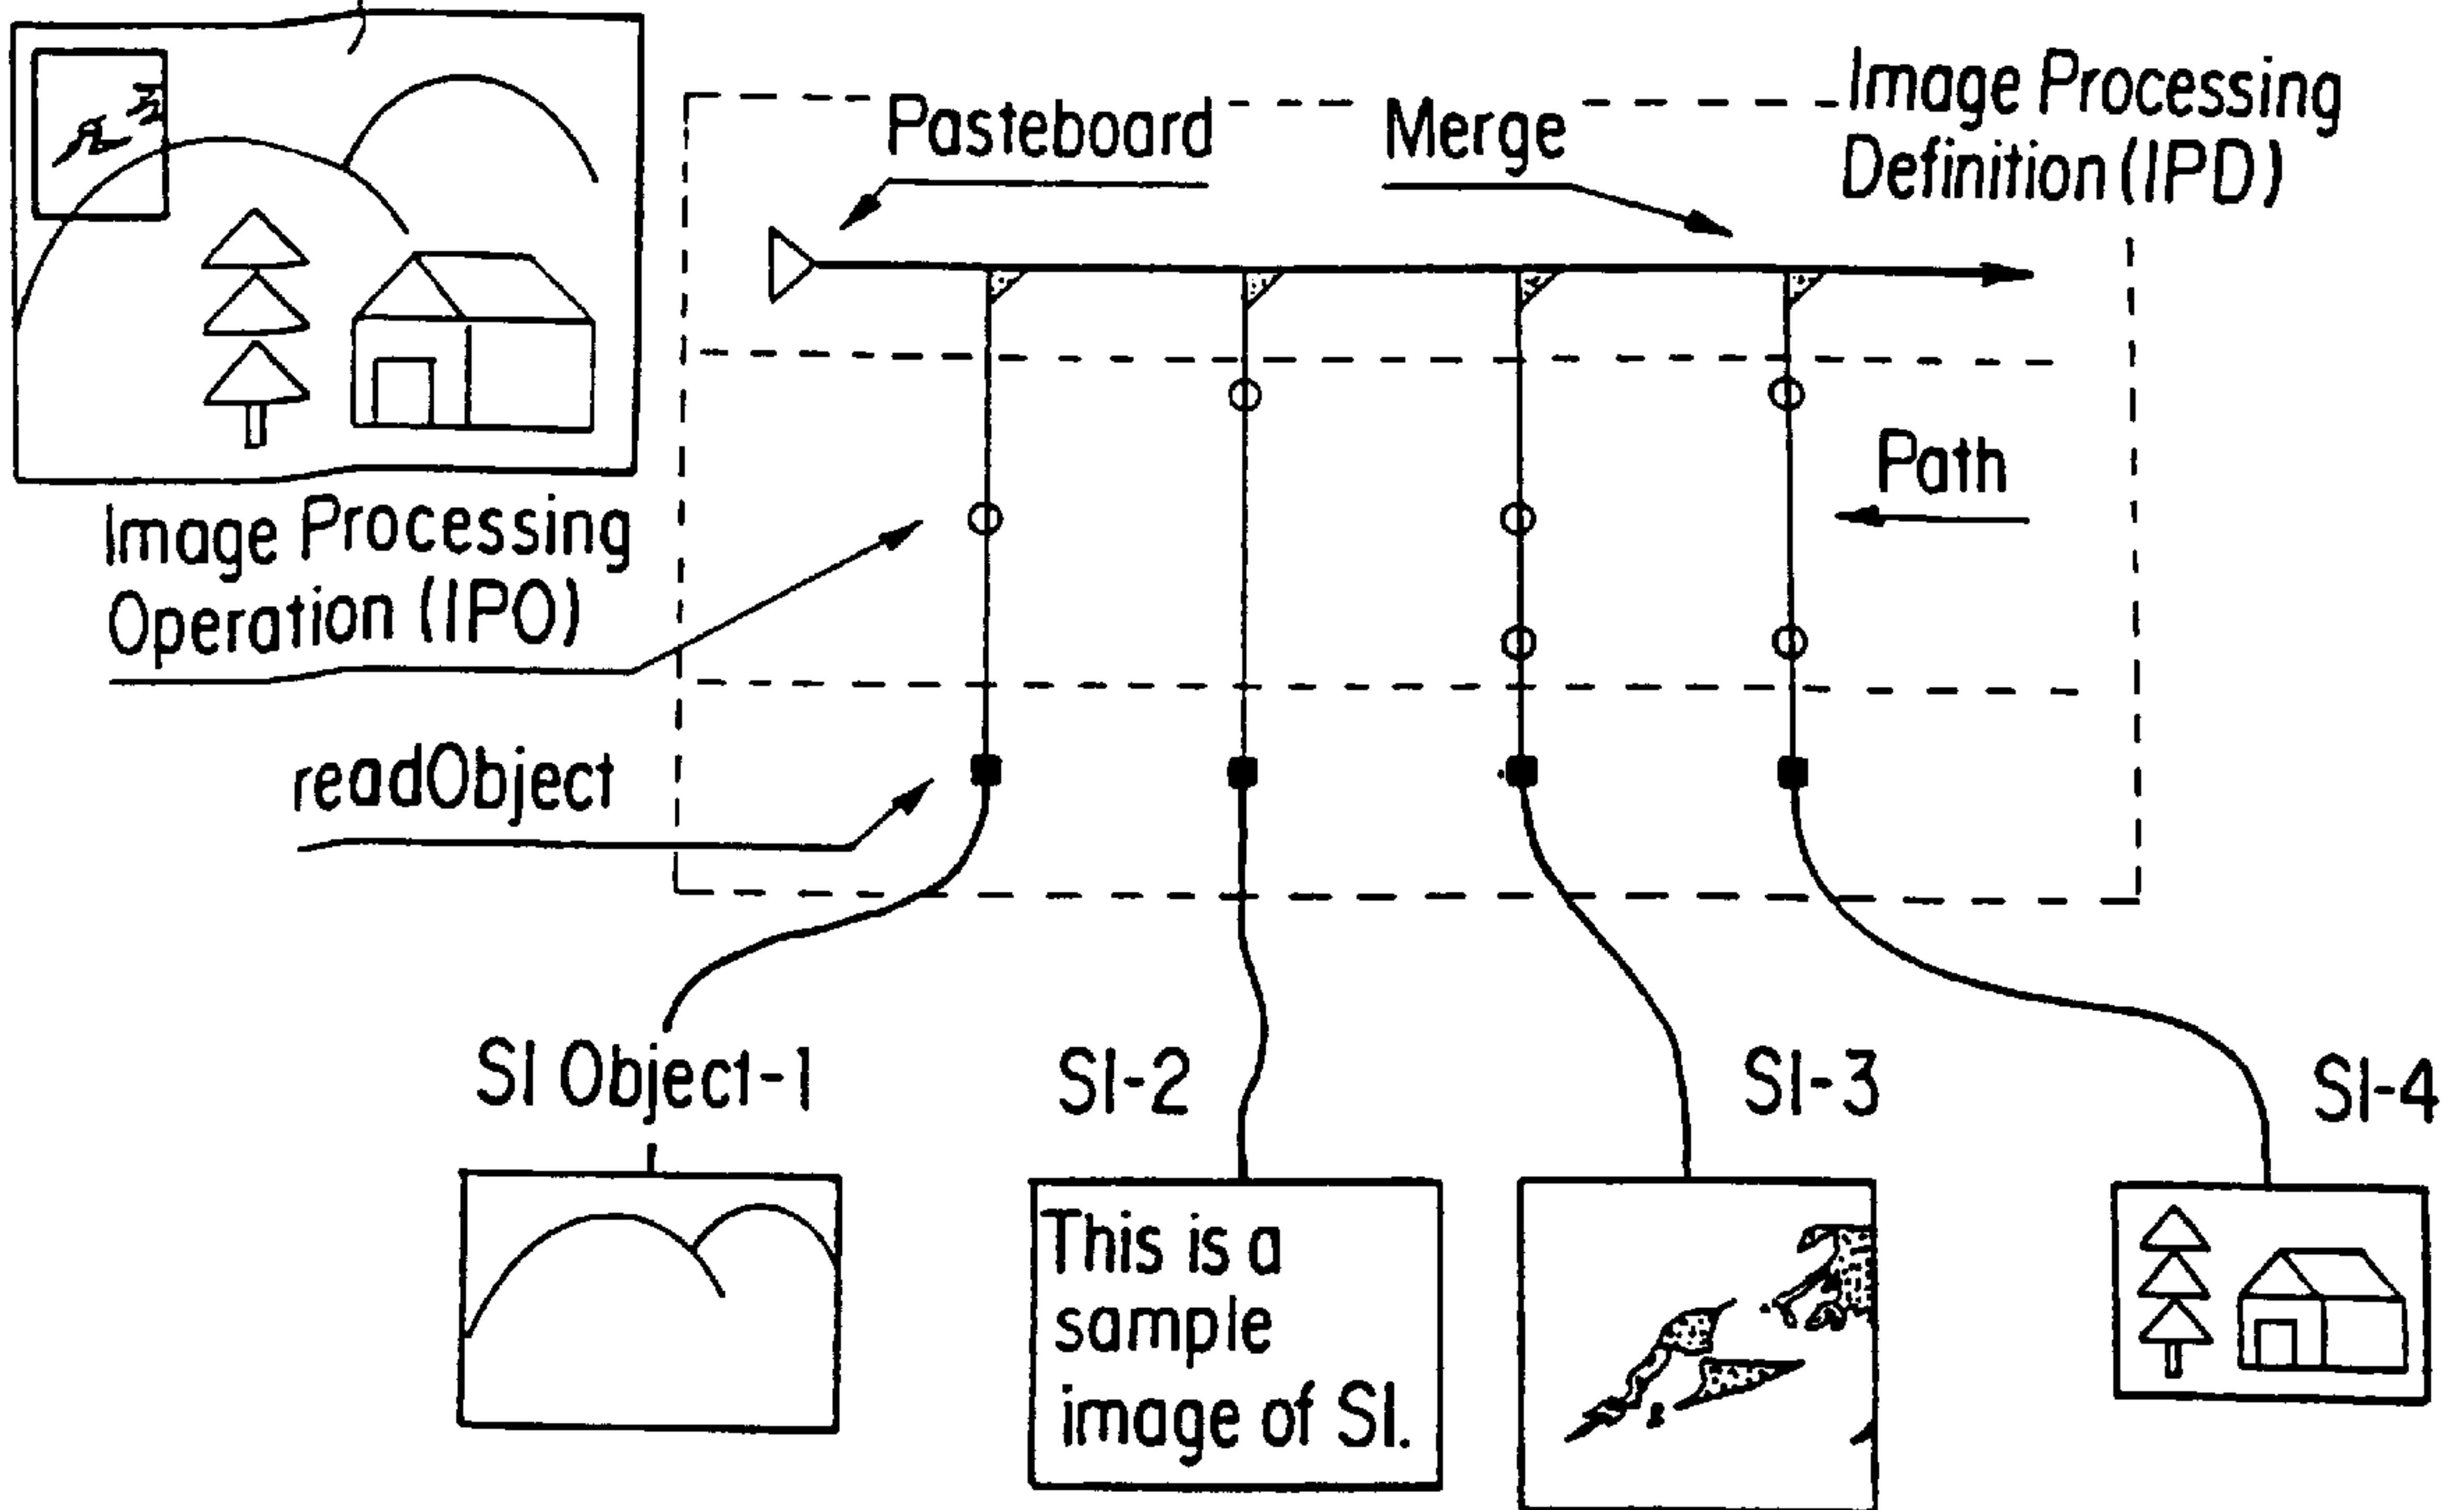 Pasteboard
Merge
Image Processing
Definition (IPD)
Path
Image Processing
Operation (IPO)
readObject
SI Object-1
SI-2
SI-3
SI-4
This is a
sample
image of SI.